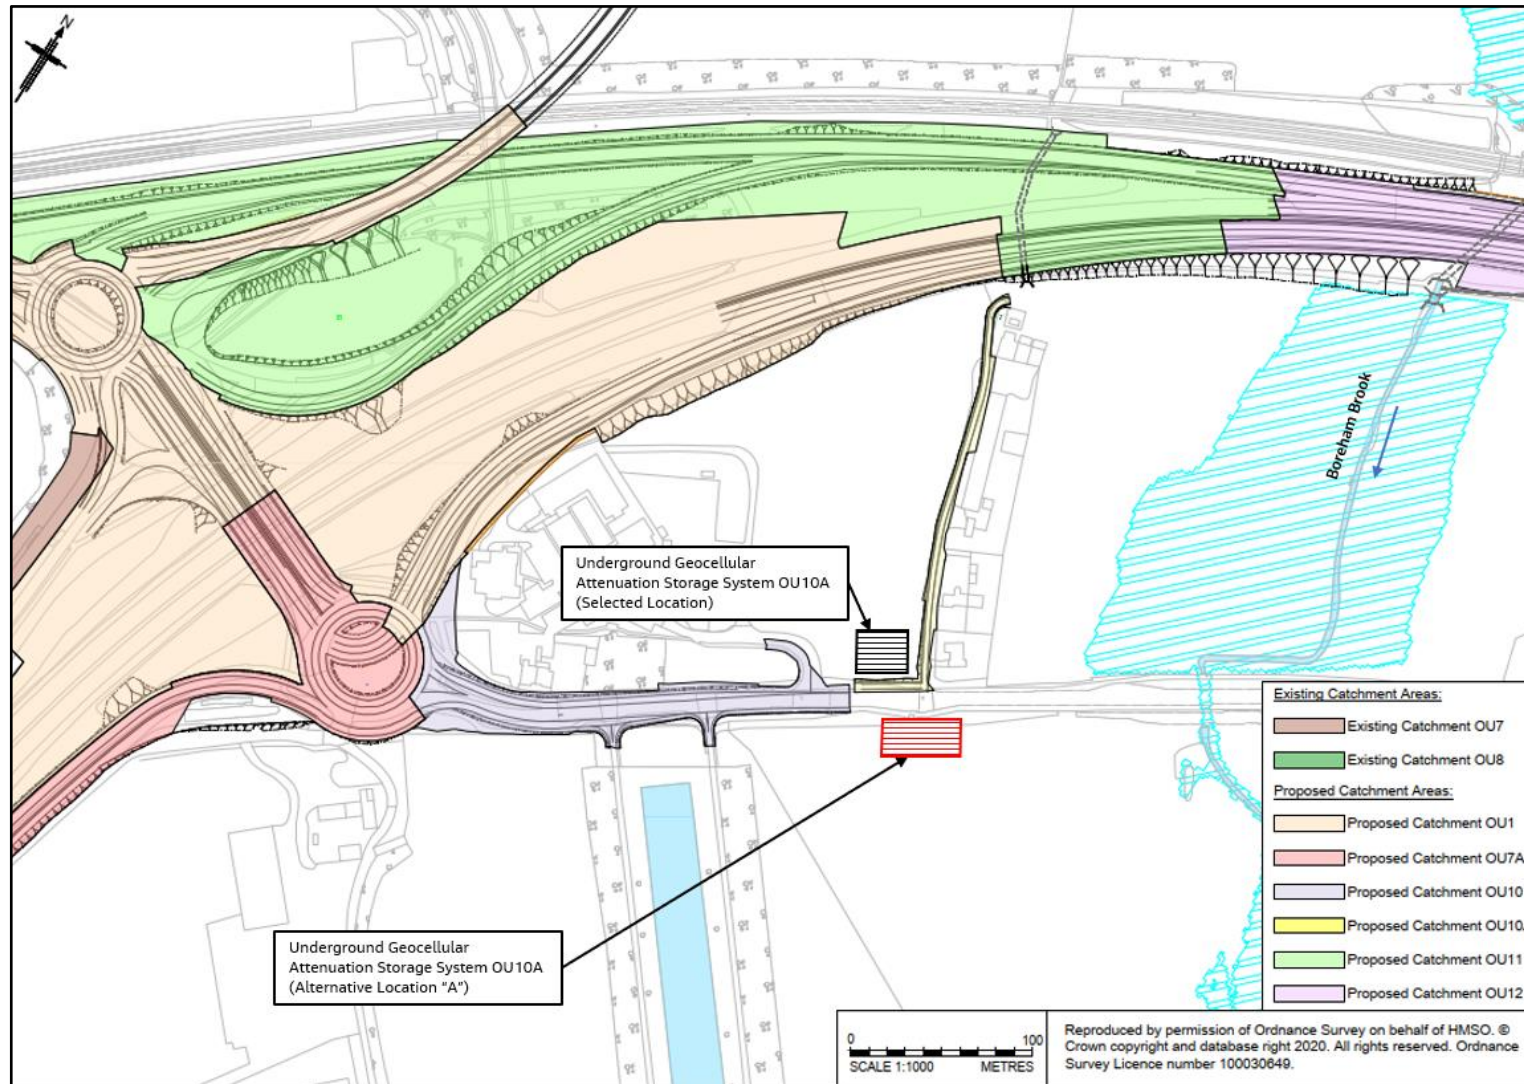 N
Boreham Brook
Underground Geocellular
Attenuation Storage System OU10A
(Selected Location)
Underground Geocellular
Attenuation Storage System OU10A
(Alternative Location "A")
Existing Catchment Areas:
Existing Catchment OU7
Existing Catchment OU8
Proposed Catchment Areas:
Proposed Catchment OU1
Proposed Catchment OU7A
Proposed Catchment OU10
Proposed Catchment OU10A
Proposed Catchment OU11
Proposed Catchment OU12
0 100
SCALE 1:1000 METRES
Reproduced by permission of Ordnance Survey on behalf of HMSO. ©
Crown copyright and database right 2020. All rights reserved. Ordnance
Survey Licence number 100030649.